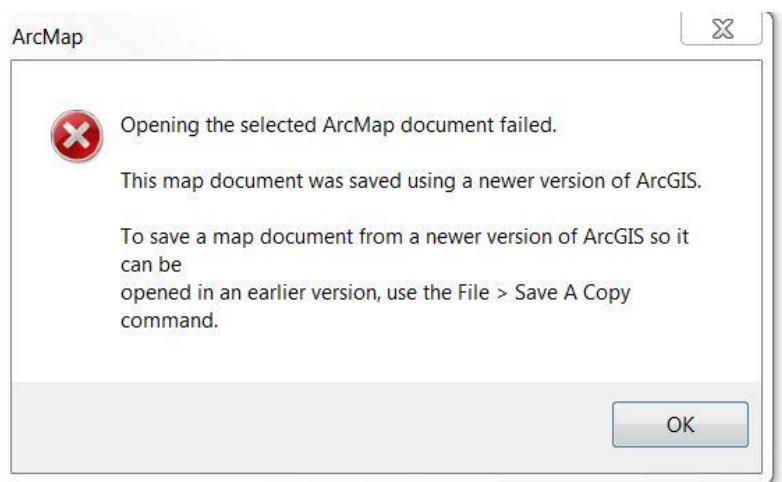 ArcMap
Opening the selected ArcMap document failed.
This map document was saved using a newer version of ArcGIS.
To save a map document from a newer version of ArcGIS so it
can be
opened in an earlier version, use the File > Save A Copy
command.
OK